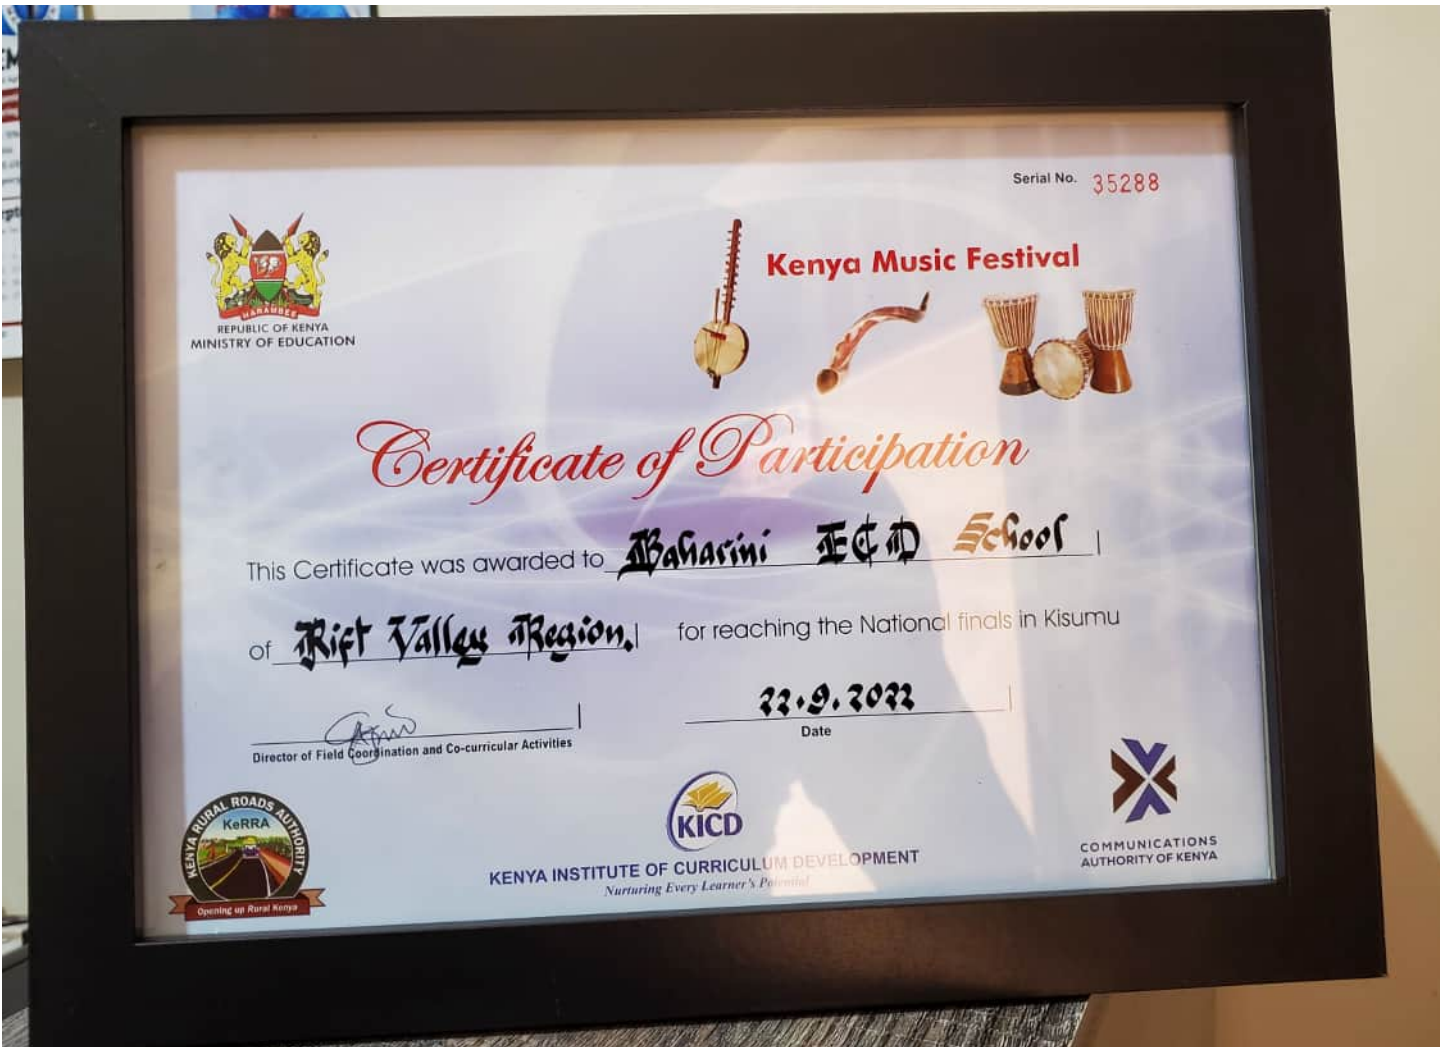 Serial No. 35288
Kenya Music Festival
HARAMBEE
REPUBLIC OF KENYA
MINISTRY OF EDUCATION
Certificate of Participation
This Certificate was awarded to Baharini ECD School
of Rift Valley Region. for reaching the National finals in Kisumu
22.9.2022
Director of Field Coordination and Co-curricular Activities
Date
KENYA RURAL ROADS AUTHORITY
KeRRA
Opening up Rural Kenya
KICD
KENYA INSTITUTE OF CURRICULUM DEVELOPMENT
Nurturing Every Learner's Potential
COMMUNICATIONS
AUTHORITY OF KENYA